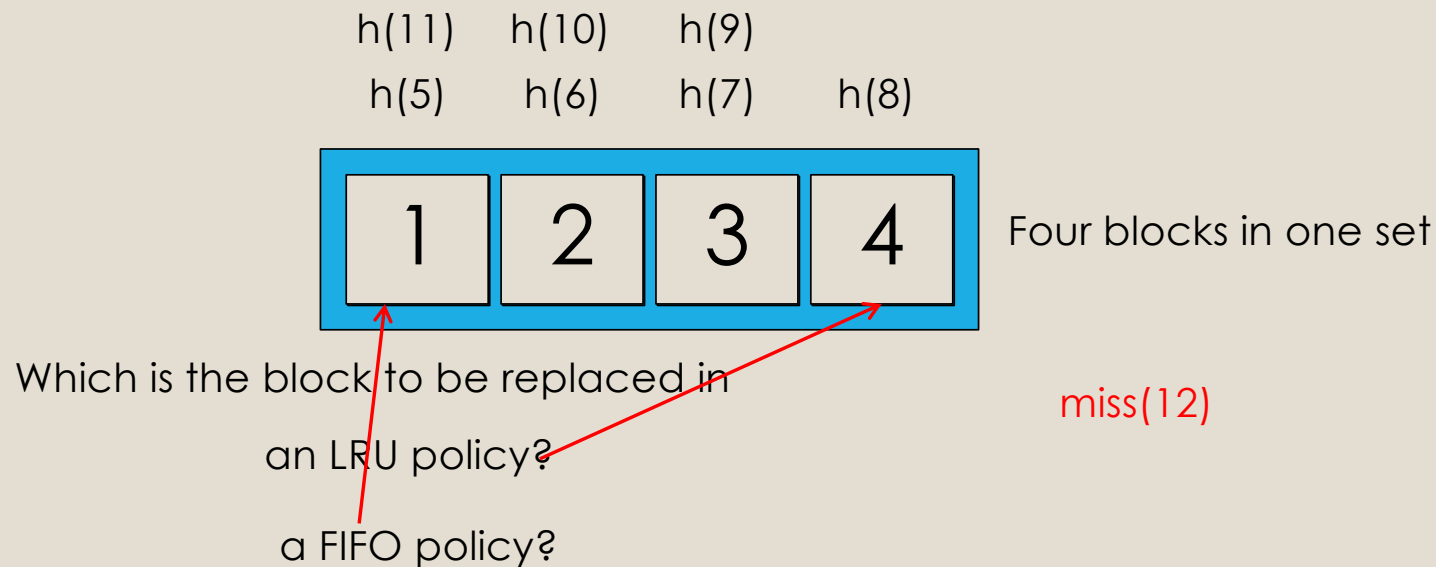 h(11) h(10) h(9)
h(5) h(6) h(7) h(8)
1 2 3 4
Four blocks in one set
Which is the block to be replaced in
miss(12)
an LRU policy?
a FIFO policy?